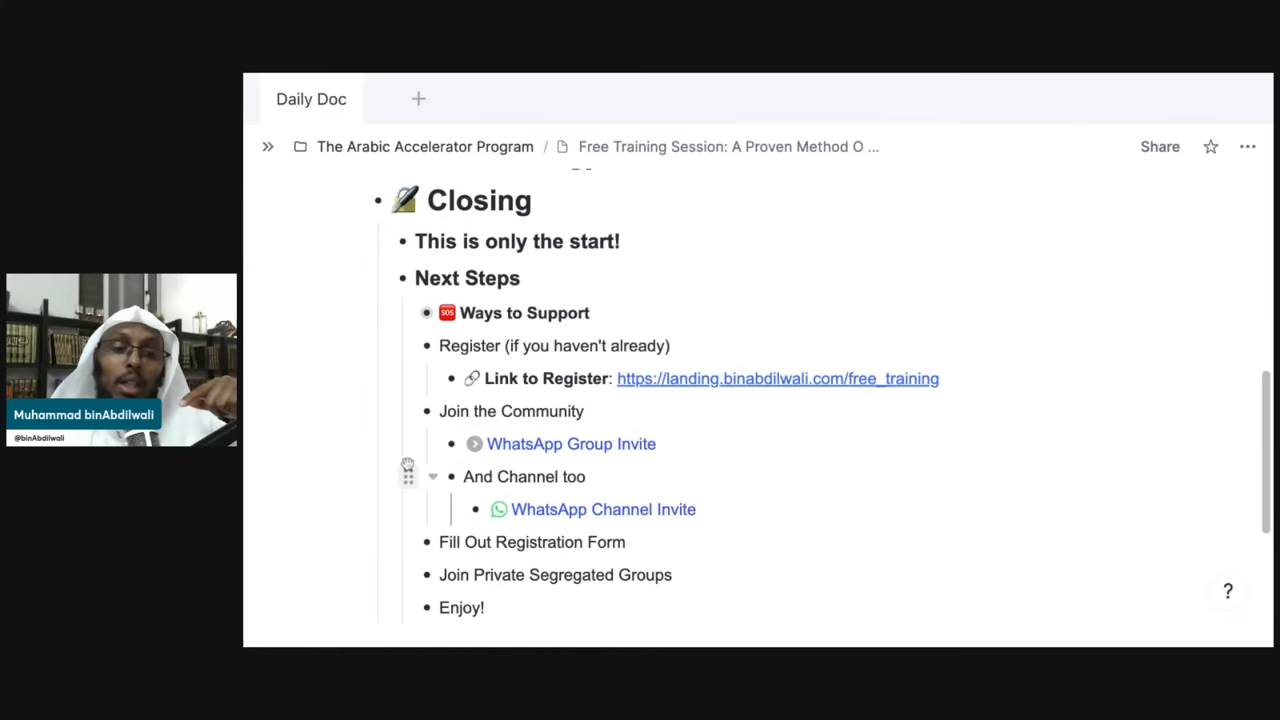 Daily Doc
The Arabic Accelerator Program / Free Training Session: A Proven Method O ...
Share
Closing
This is only the start!
Next Steps
SOS Ways to Support
Register (if you haven't already)
Link to Register: https://landing.binabdilwali.com/free_training
Join the Community
WhatsApp Group Invite
And Channel too
WhatsApp Channel Invite
Fill Out Registration Form
Join Private Segregated Groups
Enjoy!
?
Muhammad binAbdilwali
@binAbdilwali